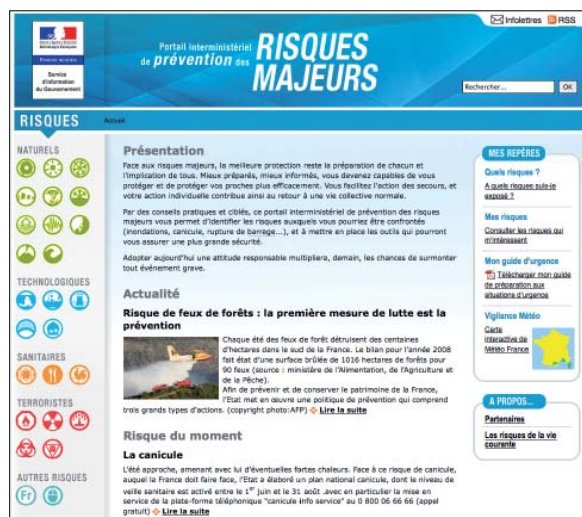 Infolettres RSS
Liberté • Égalité • Fraternité
RÉPUBLIQUE FRANÇAISE
Premier ministre
Service
d'information
du Gouvernement
Portail Interministériel
de prévention des
RISQUES
MAJEURS
Rechercher... OK
RISQUES
Accueil
NATURELS
TECHNOLOGIQUES
SANITAIRES
TERRORISTES
AUTRES RISQUES
Fr
Présentation
Face aux risques majeurs, la meilleure protection reste la préparation de chacun et
l'implication de tous. Mieux préparés, mieux informés, vous devenez capables de vous
protéger et de protéger vos proches plus efficacement. Vous facilitez l'action des secours, et
votre action individuelle contribue ainsi au retour à une vie collective normale.
Par des conseils pratiques et ciblés, ce portail interministériel de prévention des risques
majeurs vous permet d'identifier les risques auxquels vous pourriez être confrontés
(inondations, canicule, rupture de barrage...), et à mettre en place les outils qui pourront
vous assurer une plus grande sécurité.
Adopter aujourd'hui une attitude responsable multipliera, demain, les chances de surmonter
tout événement grave.
Actualité
Risque de feux de forêts : la première mesure de lutte est la
prévention
Chaque été des feux de forêt détruisent des centaines
d'hectares dans le sud de la France. Le bilan pour l'année 2008
fait état d'une surface brûlée de 1016 hectares de forêts pour
90 feux (source : ministère de l'Alimentation, de l'Agriculture et
de la Pêche).
Afin de prévenir et de conserver le patrimoine de la France,
l'Etat met en œuvre une politique de prévention qui comprend
trois grands types d'actions. (copyright photo:AFP) Lire la suite
Risque du moment
La canicule
L'été approche, amenant avec lui d'éventuelles fortes chaleurs. Face à ce risque de canicule,
auquel la France doit faire face, l'Etat a élaboré un plan national canicule, dont le niveau de
veille sanitaire est activé entre le 1er juin et le 31 août .avec en particulier la mise en
service de la plate-forme téléphonique "canicule info service" au 0 800 06 66 66 (appel
gratuit) Lire la suite
MES REPÈRES
Quels risques ?
A quels risques suis-je
exposé ?
Mes risques
Consulter les risques qui
m'intéressent
Mon guide d'urgence
Télécharger mon guide
de préparation aux
situations d'urgence
Vigilance Météo
Carte
interactive de
Météo France
A PROPOS...
Partenaires
Les risques de la vie
courante